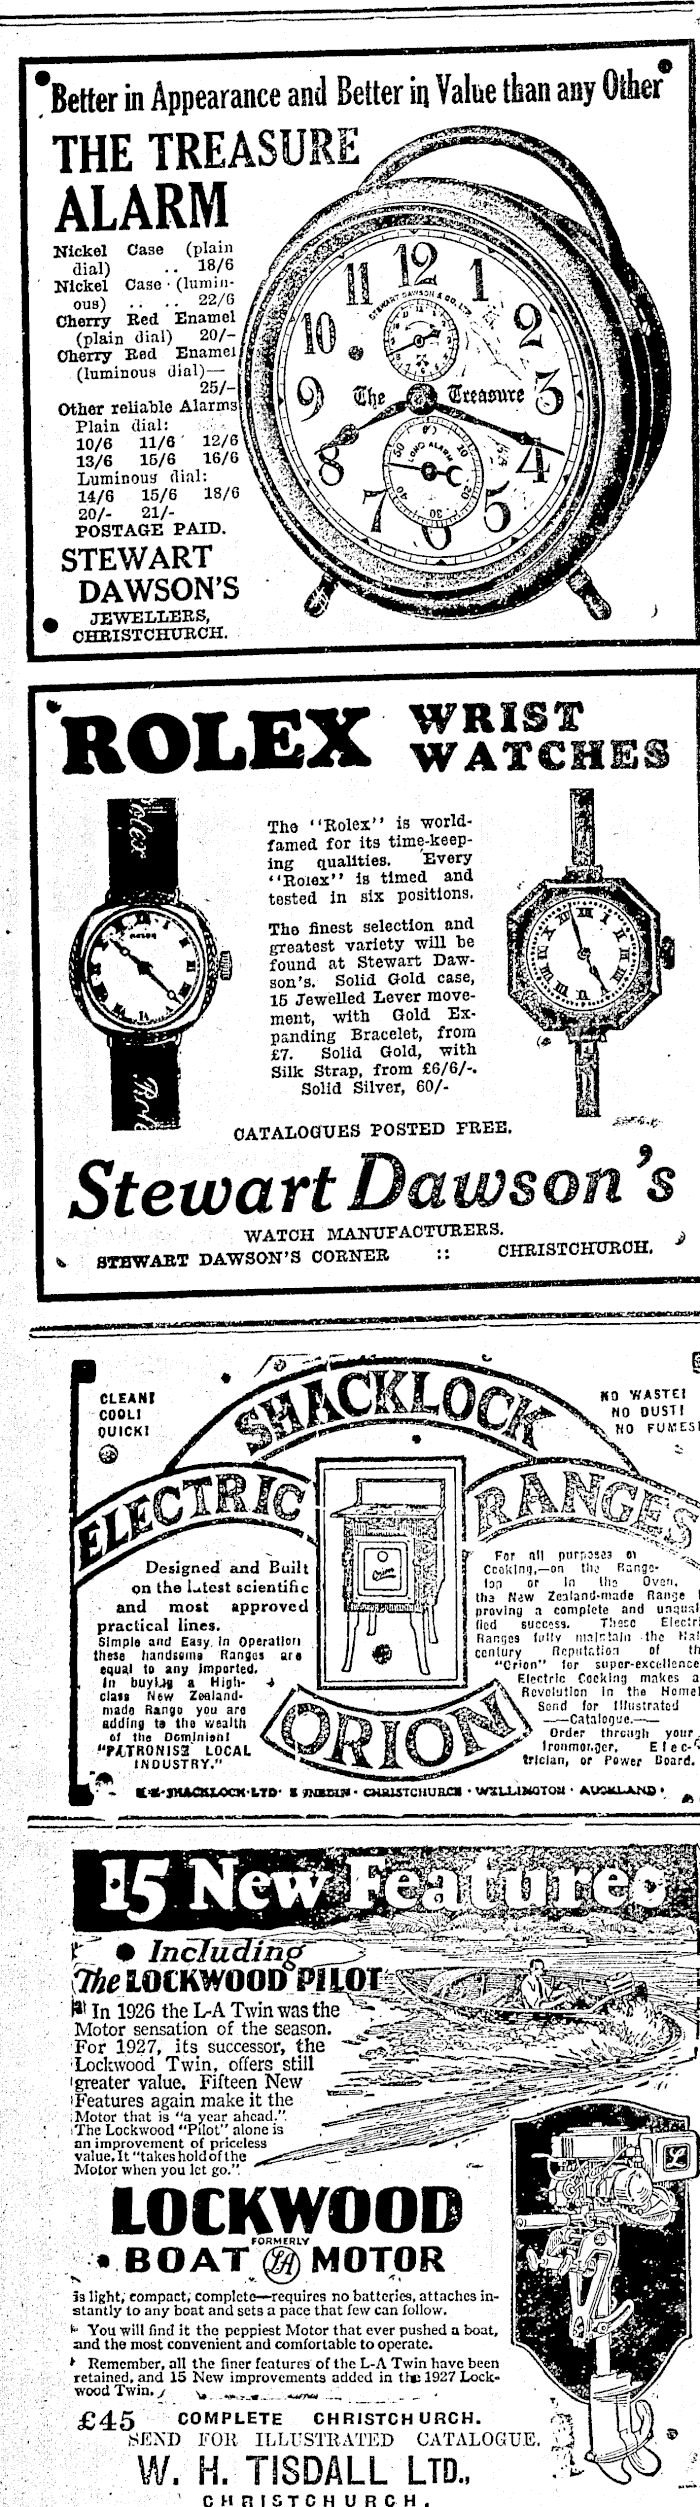 Better in Appearance and Better in Value than any Other
THE TREASURE
ALARM
Nickel Case (plain
dial) .. 18/6
Nickel Case (lumin-
ous) .. .. 22/6
Cherry Red Enamel
(plain dial) 20/-
Cherry Red Enamel
(luminous dial)—
25/-
Other reliable Alarms
Plain dial:
10/6 11/6 12/6
13/6 15/6 16/6
Luminous dial:
14/6 15/6 18/6
20/- 21/-
POSTAGE PAID.
STEWART
DAWSON'S
JEWELLERS,
CHRISTCHURCH.
STEWART DAWSON & CO. LTD.
The Treasure
LONG ALARM
12 1 2 3 4 5 6 7 8 9 10 11
ROLEX WRIST
WATCHES
Rolex
ROLEX
The "Rolex" is world-
famed for its time-keep-
ing qualities. Every
"Rolex" is timed and
tested in six positions.
The finest selection and
greatest variety will be
found at Stewart Daw-
son's. Solid Gold case,
15 Jewelled Lever move-
ment, with Gold Ex-
panding Bracelet, from
£7. Solid Gold, with
Silk Strap, from £6/6/-.
Solid Silver, 60/-
CATALOGUES POSTED FREE.
Stewart Dawson's
WATCH MANUFACTURERS.
STEWART DAWSON'S CORNER :: CHRISTCHURCH.
CLEAN!
COOL!
QUICK!
SHACKLOCK
NO WASTE!
NO DUST!
NO FUMES!
ELECTRIC RANGES
Designed and Built
on the latest scientific
and most approved
practical lines.
Simple and Easy in Operation
these handsome Ranges are
equal to any imported.
In buying a High-
class New Zealand-
made Range you are
adding to the wealth
of the Dominion!
"PATRONISE LOCAL
INDUSTRY."
Orion
ORION
For all purposes of
Cooking,—on the Range-
top or in the Oven,
the New Zealand-made Range
proving a complete and unqual
fied success. These Electri
Ranges fully maintain the Hal
century Reputation of th
"Orion" for super-excellence
Electric Cooking makes a
Revolution in the Home!
Send for Illustrated
——Catalogue.——
Order through your
Ironmonger, Elec-
trician, or Power Board.
H·E·SHACKLOCK·LTD· DUNEDIN · CHRISTCHURCH · WELLINGTON · AUCKLAND ·
15 New Features
Including
The LOCKWOOD PILOT
In 1926 the L-A Twin was the
Motor sensation of the season.
For 1927, its successor, the
Lockwood Twin, offers still
greater value. Fifteen New
Features again make it the
Motor that is "a year ahead."
The Lockwood "Pilot" alone is
an improvement of priceless
value. It "takes hold of the
Motor when you let go."
LOCKWOOD
FORMERLY
BOAT LA MOTOR
is light, compact, complete—requires no batteries, attaches in-
stantly to any boat and sets a pace that few can follow.
You will find it the peppiest Motor that ever pushed a boat,
and the most convenient and comfortable to operate.
Remember, all the finer features of the L-A Twin have been
retained, and 15 New improvements added in the 1927 Lock-
wood Twin.
£45 COMPLETE CHRISTCHURCH.
SEND FOR ILLUSTRATED CATALOGUE.
W. H. TISDALL LTD.,
CHRISTCHURCH.